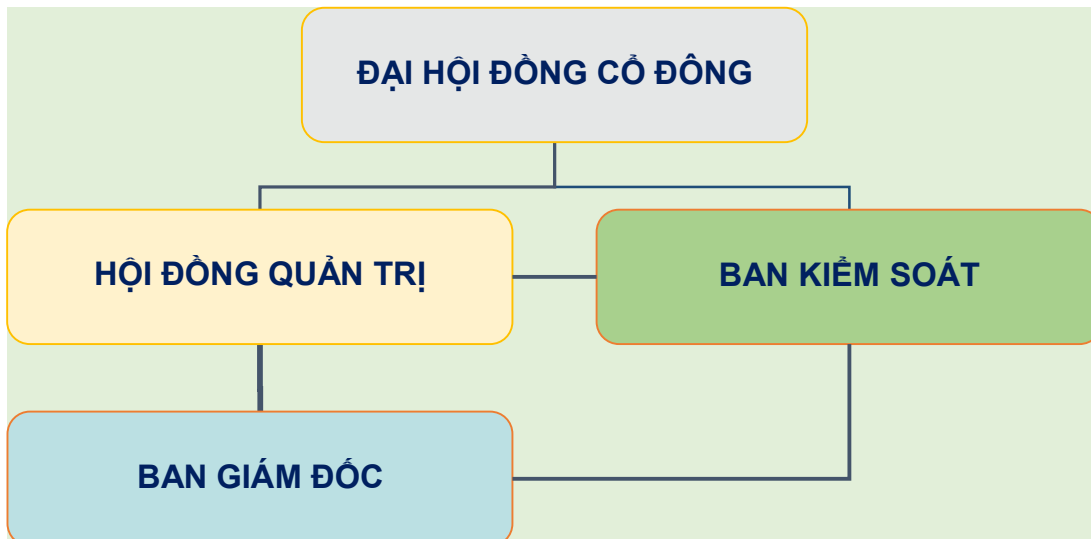 ĐẠI HỘI ĐỒNG CỔ ĐÔNG
HỘI ĐỒNG QUẢN TRỊ
BAN KIỂM SOÁT
BAN GIÁM ĐỐC